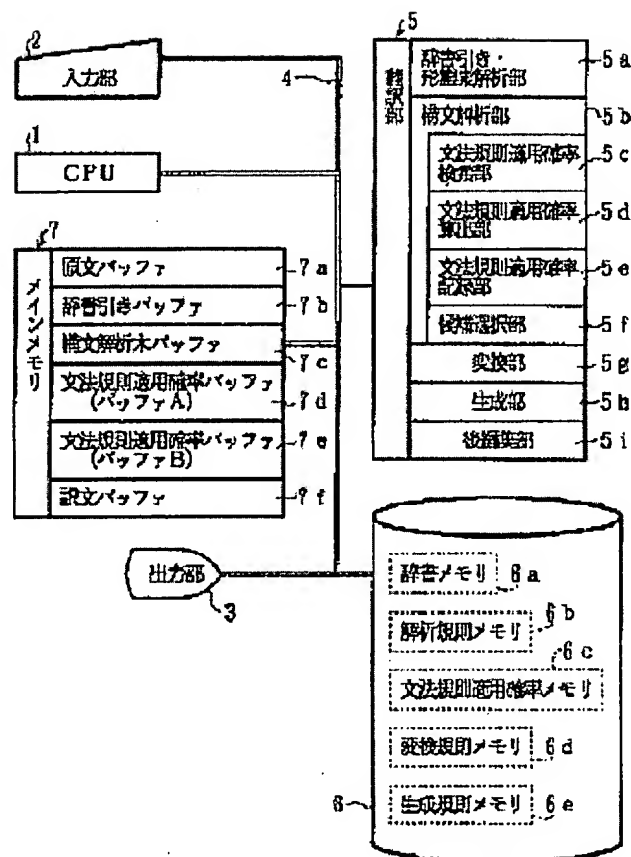 2
入力部
4
1
CPU
7
メインメモリ
原文バッファ 7a
辞書引きバッファ 7b
構文解析木バッファ 7c
文法規則適用確率バッファ
(バッファA) 7d
文法規則適用確率バッファ
(バッファB) 7e
訳文バッファ 7f
出力部
3
5
翻訳部
辞書引き・
形態素解析部 5a
構文解析部 5b
文法規則適用確率
検索部 5c
文法規則適用確率
算出部 5d
文法規則適用確率
記録部 5e
候補選択部 5f
変換部 5g
生成部 5h
後編集部 5i
辞書メモリ 6a
解析規則メモリ 6b
6c
文法規則適用確率メモリ
変換規則メモリ 6d
6
生成規則メモリ 6e